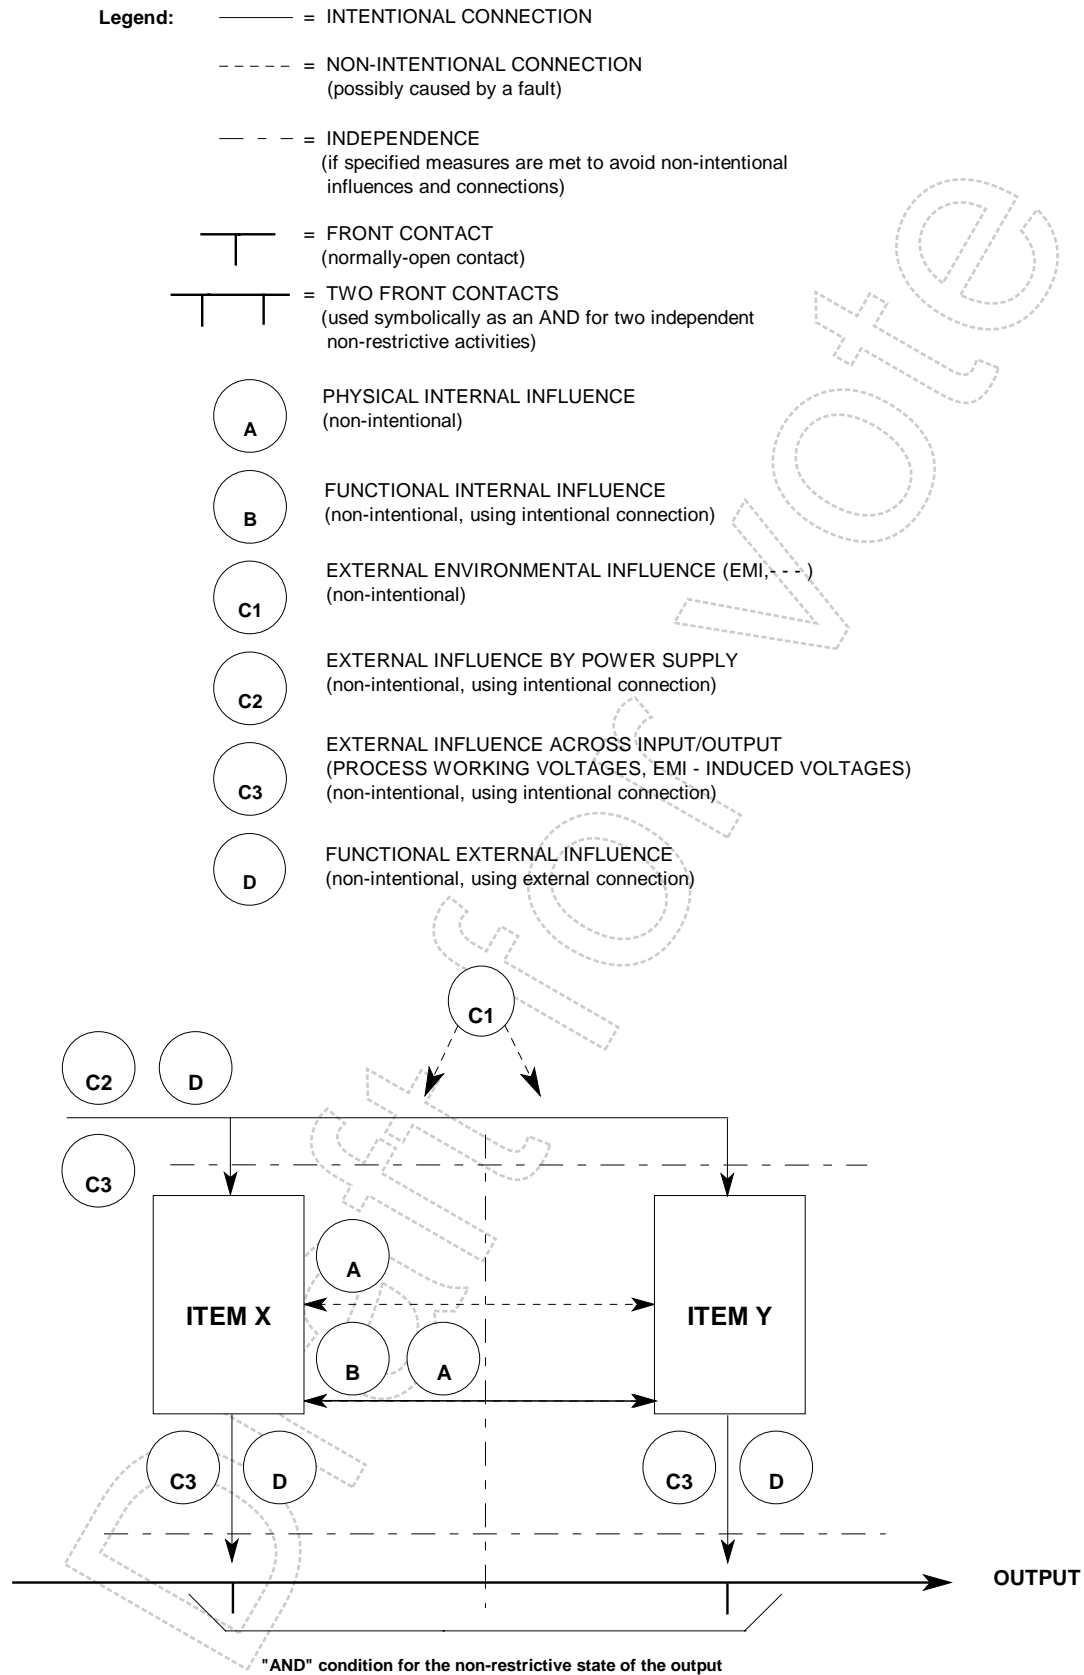 Legend:
= INTENTIONAL CONNECTION
= NON-INTENTIONAL CONNECTION
(possibly caused by a fault)
= INDEPENDENCE
(if specified measures are met to avoid non-intentional
influences and connections)
= FRONT CONTACT
(normally-open contact)
= TWO FRONT CONTACTS
(used symbolically as an AND for two independent
non-restrictive activities)
A
PHYSICAL INTERNAL INFLUENCE
(non-intentional)
B
FUNCTIONAL INTERNAL INFLUENCE
(non-intentional, using intentional connection)
C1
EXTERNAL ENVIRONMENTAL INFLUENCE (EMI,- - - )
(non-intentional)
C2
EXTERNAL INFLUENCE BY POWER SUPPLY
(non-intentional, using intentional connection)
C3
EXTERNAL INFLUENCE ACROSS INPUT/OUTPUT
(PROCESS WORKING VOLTAGES, EMI - INDUCED VOLTAGES)
(non-intentional, using intentional connection)
D
FUNCTIONAL EXTERNAL INFLUENCE
(non-intentional, using external connection)
C1
C2 D
C3
A
ITEM X
ITEM Y
B A
C3 D
C3 D
OUTPUT
"AND" condition for the non-restrictive state of the output
Draft for vote